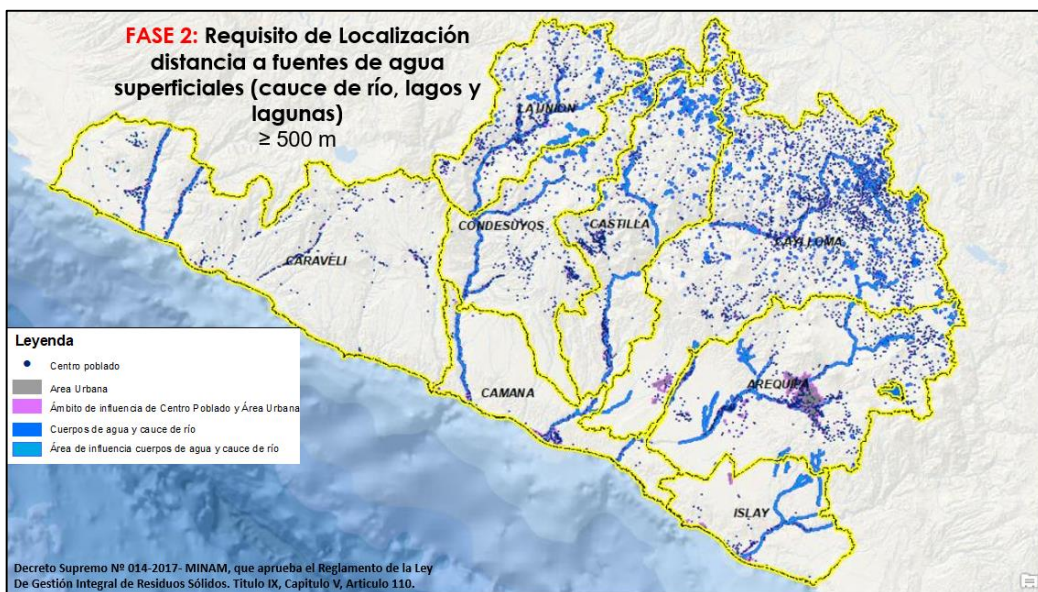 FASE 2: Requisito de Localización
distancia a fuentes de agua
superficiales (cauce de río, lagos y
lagunas)
≥ 500 m
LA UNION
CONDESUYOS
CASTILLA
CAYLLOMA
CARAVELI
CAMANA
AREQUIPA
ISLAY
Leyenda
Centro poblado
Area Urbana
Ámbito de influencia de Centro Poblado y Área Urbana
Cuerpos de agua y cauce de río
Área de influencia cuerpos de agua y cauce de río
Decreto Supremo Nº 014-2017- MINAM, que aprueba el Reglamento de la Ley
De Gestión Integral de Residuos Sólidos. Titulo IX, Capitulo V, Articulo 110.